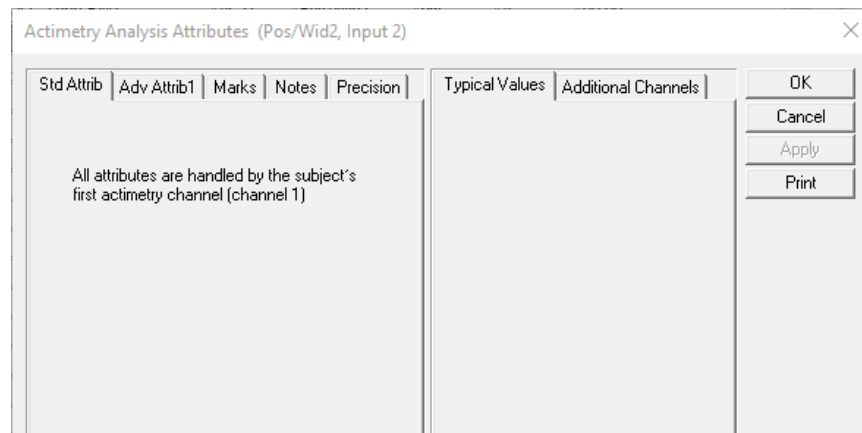 Actimetry Analysis Attributes (Pos/Wid2, Input 2)
Std Attrib Adv Attrib1 Marks Notes Precision
Typical Values Additional Channels
OK
Cancel
Apply
Print
All attributes are handled by the subject's
first actimetry channel (channel 1)